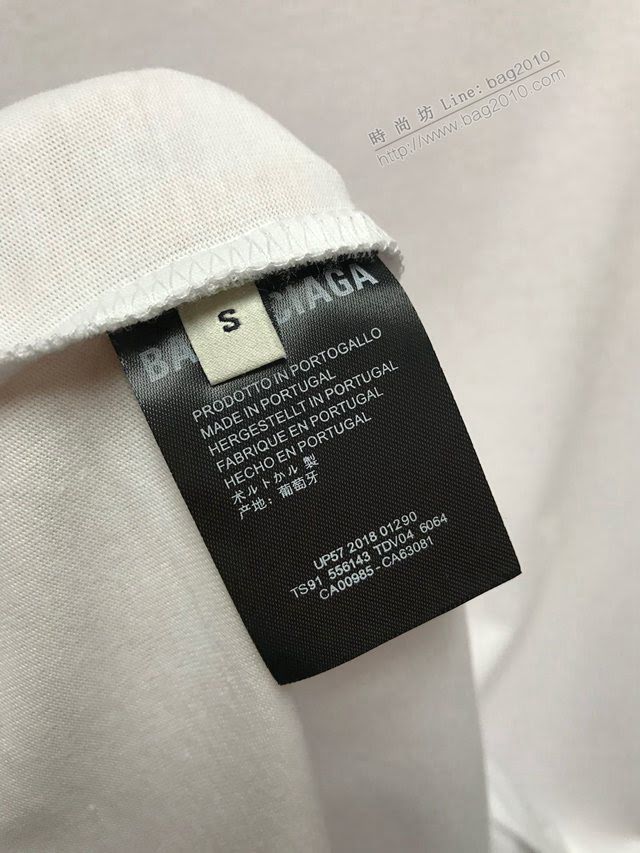 時尚坊 Line: bag2010
http://www.bag2010.com
S
PRODOTTO IN PORTOGALLO
MADE IN PORTUGAL
HERGESTELLT IN PORTUGAL
FABRIQUE EN PORTUGAL
HECHO EN PORTUGAL
ポルトガル 製
产地: 葡萄牙
UP57 2018 01290
TS91 556143 TDV04 6064
CA00985 - CA63081